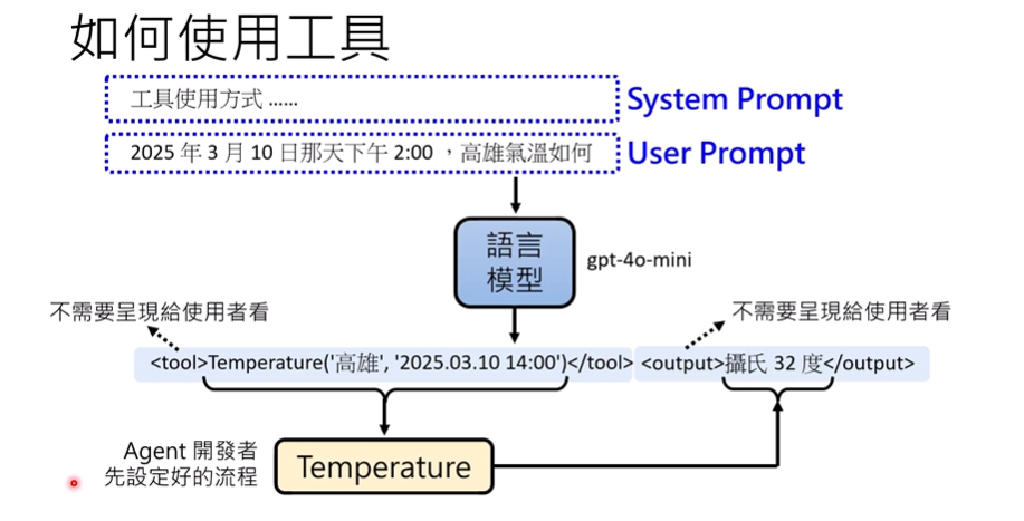 如何使用工具
工具使用方式 ......
System Prompt
2025 年 3 月 10 日那天下午 2:00 ，高雄氣溫如何
User Prompt
語言
模型
gpt-4o-mini
不需要呈現給使用者看
不需要呈現給使用者看
<tool>Temperature('高雄', '2025.03.10 14:00')</tool>
<output>攝氏 32 度</output>
Agent 開發者
先設定好的流程
Temperature